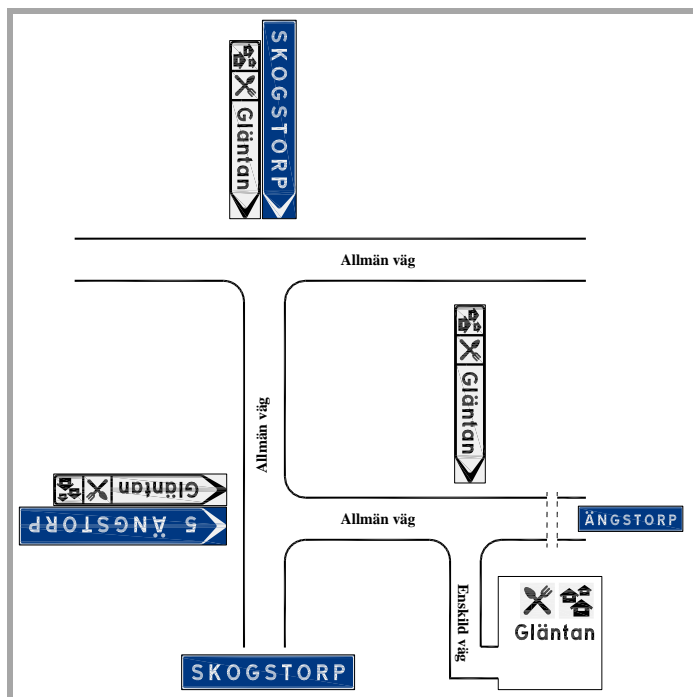 SKOGSTORP
Gläntan
Allmän väg
Gläntan
Allmän väg
Gläntan
5 ÄNGSTORP
Allmän väg
ÄNGSTORP
Enskild väg
Gläntan
SKOGSTORP